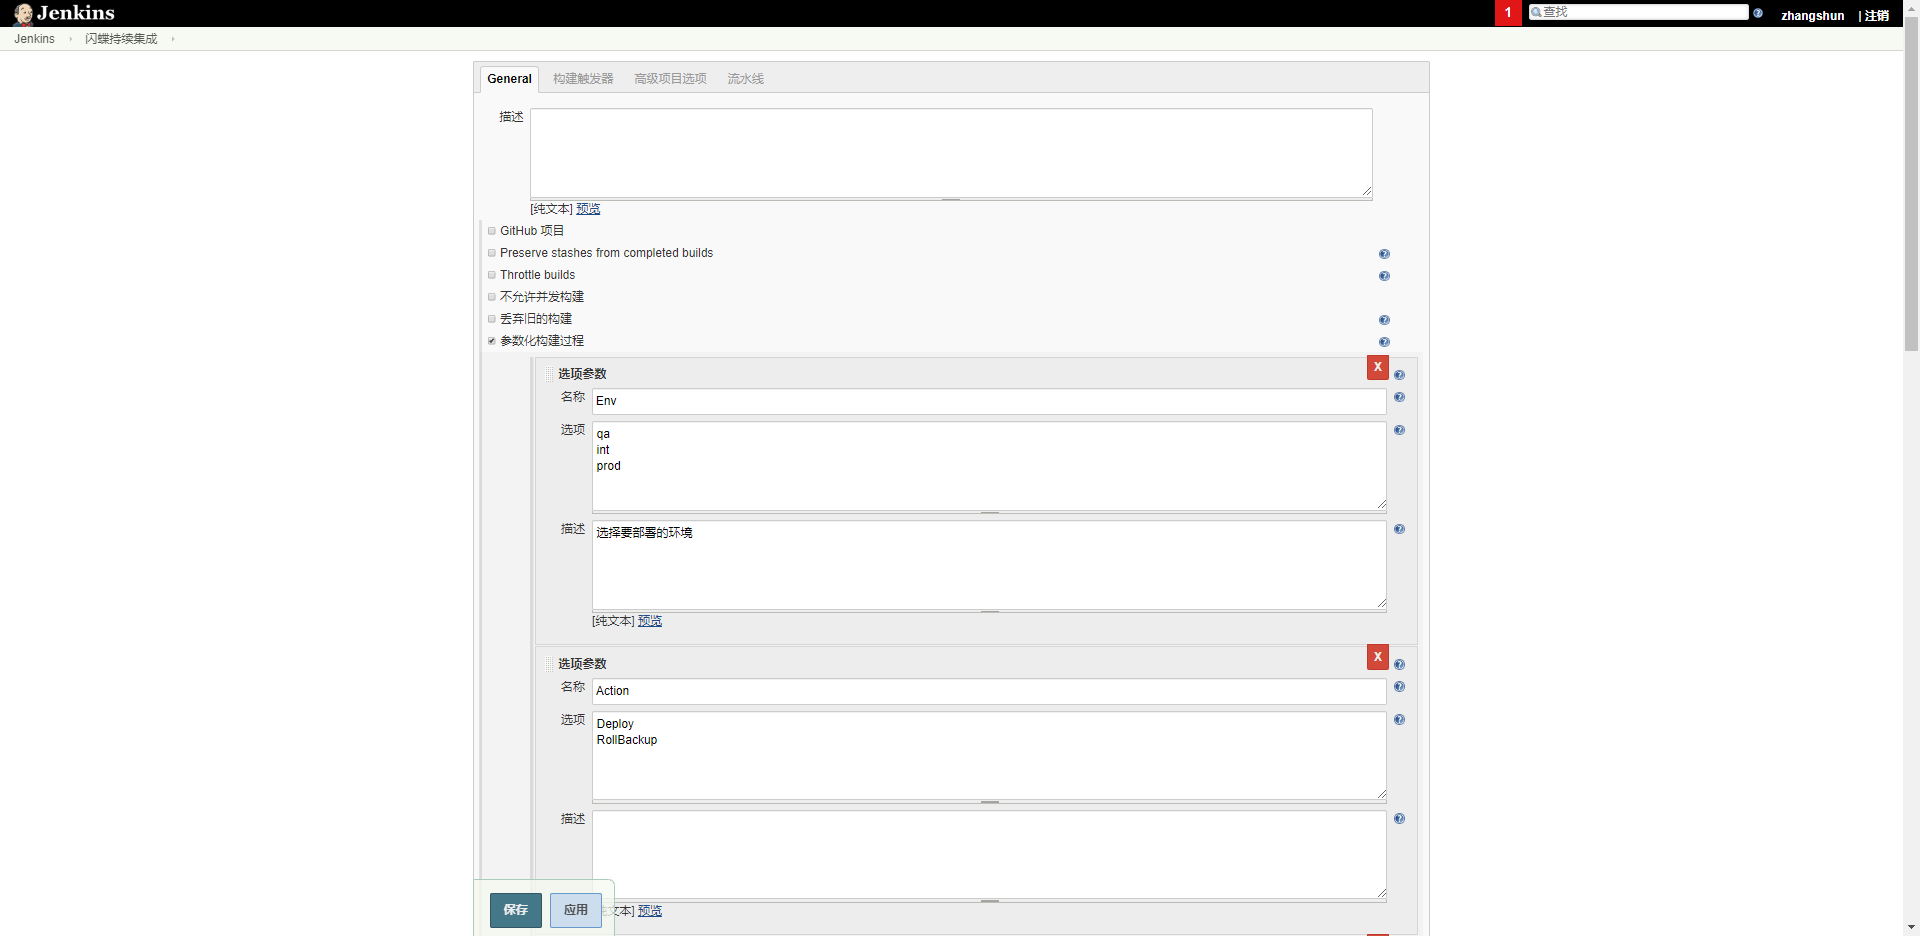 Jenkins
1
查找
zhangshun
| 注销
Jenkins
闪蝶持续集成
General
构建触发器
高级项目选项
流水线
描述
[纯文本] 预览
GitHub 项目
Preserve stashes from completed builds
Throttle builds
不允许并发构建
丢弃旧的构建
参数化构建过程
选项参数
X
名称
Env
选项
qa
int
prod
描述
选择要部署的环境
[纯文本] 预览
选项参数
X
名称
Action
选项
Deploy
RollBackup
描述
文本] 预览
保存
应用